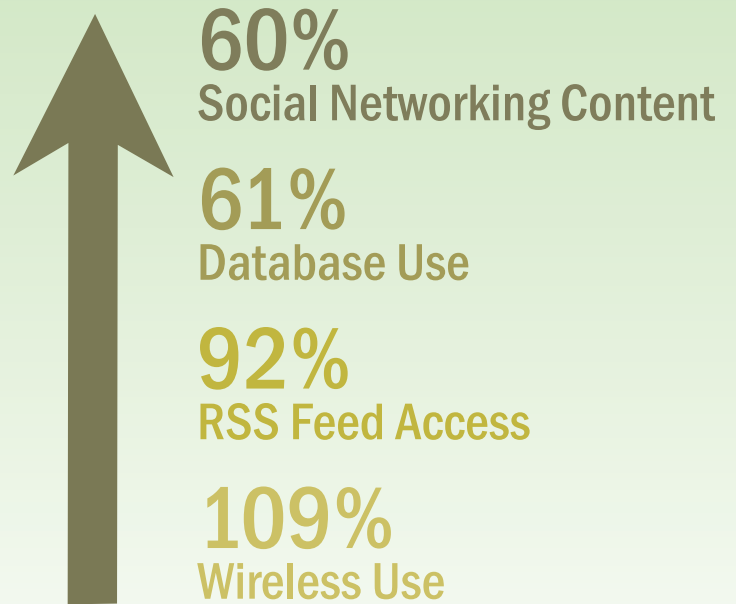 60%
Social Networking Content
61%
Database Use
92%
RSS Feed Access
109%
Wireless Use